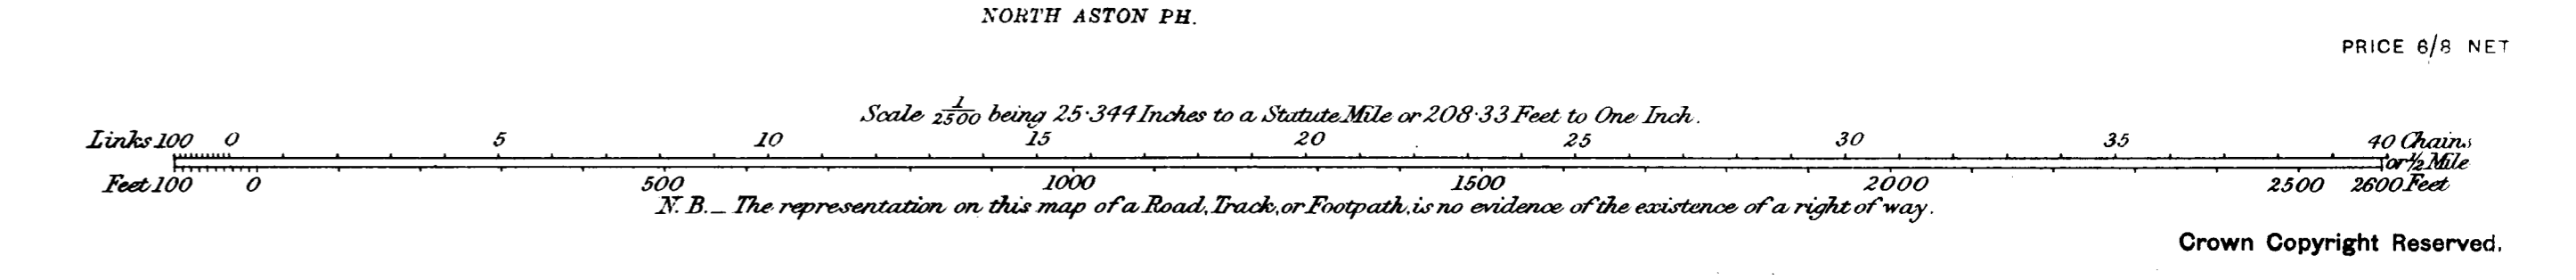 NORTH ASTON PH.
PRICE 6/8 NET
Scale 1/2500 being 25·344 Inches to a Statute Mile or 208·33 Feet to One Inch.
Links 100 0 5 10 15 20 25 30 35 40 Chains
or ½ Mile
Feet 100 0 500 1000 1500 2000 2500 2600 Feet
N.B._ The representation on this map of a Road, Track, or Footpath, is no evidence of the existence of a right of way.
Crown Copyright Reserved.